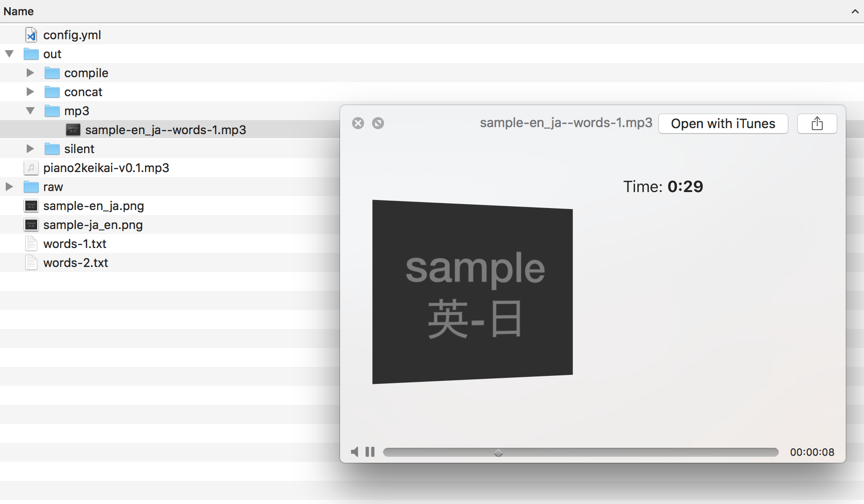 Name
config.yml
out
compile
concat
mp3
sample-en_ja--words-1.mp3
silent
piano2keikai-v0.1.mp3
raw
sample-en_ja.png
sample-ja_en.png
words-1.txt
words-2.txt
sample-en_ja--words-1.mp3 Open with iTunes
Time: 0:29
sample
英-日
00:00:08